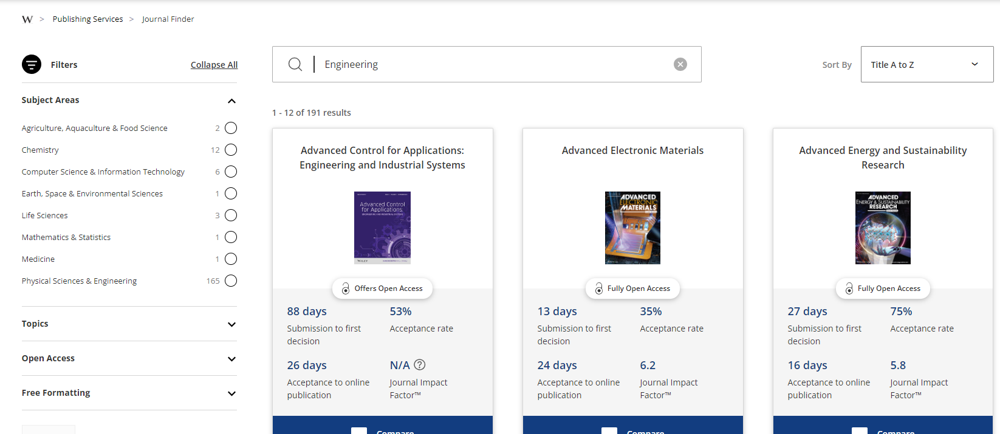 W > Publishing Services > Journal Finder
Filters Collapse All
Engineering
Sort By Title A to Z
Subject Areas
1 - 12 of 191 results
Agriculture, Aquaculture & Food Science 2
Chemistry 12
Computer Science & Information Technology 6
Earth, Space & Environmental Sciences 1
Life Sciences 3
Mathematics & Statistics 1
Medicine 1
Physical Sciences & Engineering 165
Topics
Open Access
Free Formatting
Advanced Control for Applications:
Engineering and Industrial Systems
Advanced Control
for Applications:
ENGINEERING AND INDUSTRIAL SYSTEMS
WILEY
Offers Open Access
88 days
Submission to first
decision
53%
Acceptance rate
26 days
Acceptance to online
publication
N/A ?
Journal Impact
Factor™
Compare
Advanced Electronic Materials
ADVANCED
ELECTRONIC
MATERIALS
Fully Open Access
13 days
Submission to first
decision
35%
Acceptance rate
24 days
Acceptance to online
publication
6.2
Journal Impact
Factor™
Compare
Advanced Energy and Sustainability
Research
ADVANCED
ENERGY & SUSTAINABILITY
RESEARCH
Fully Open Access
27 days
Submission to first
decision
75%
Acceptance rate
16 days
Acceptance to online
publication
5.8
Journal Impact
Factor™
Compare